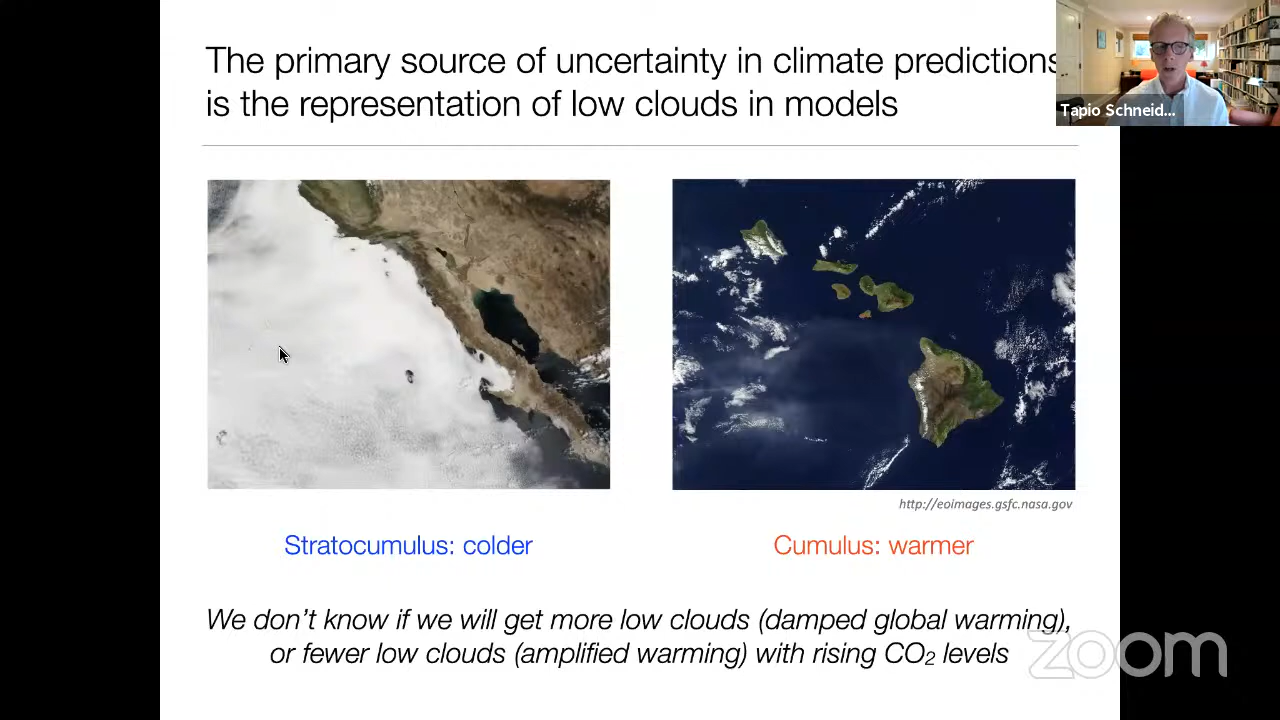 The primary source of uncertainty in climate predictions
is the representation of low clouds in models
Tapio Schneid...
http://eoimages.gsfc.nasa.gov
Stratocumulus: colder
Cumulus: warmer
We don't know if we will get more low clouds (damped global warming),
or fewer low clouds (amplified warming) with rising CO₂ levels
zoom